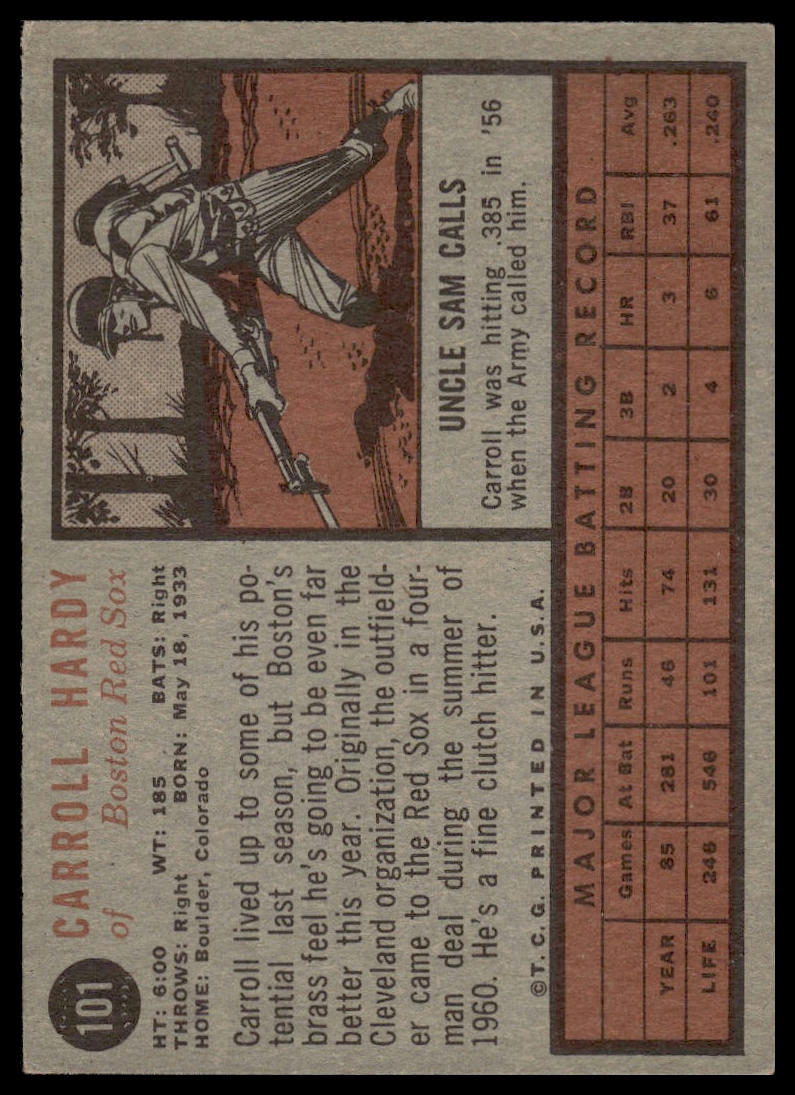 101
CARROLL HARDY
of Boston Red Sox
HT: 6:00 WT: 185 BATS: Right
THROWS: Right BORN: May 18, 1933
HOME: Boulder, Colorado
Carroll lived up to some of his po-
tential last season, but Boston's
brass feel he's going to be even far
better this year. Originally in the
Cleveland organization, the outfield-
er came to the Red Sox in a four-
man deal during the summer of
1960. He's a fine clutch hitter.
©T.C.G. PRINTED IN U.S.A.
UNCLE SAM CALLS
Carroll was hitting .385 in '56
when the Army called him.
MAJOR LEAGUE BATTING RECORD
Games At Bat Runs Hits 2B 3B HR RBI Avg
YEAR 85 281 46 74 20 2 3 37 .263
LIFE 246 546 101 131 30 4 6 61 .240